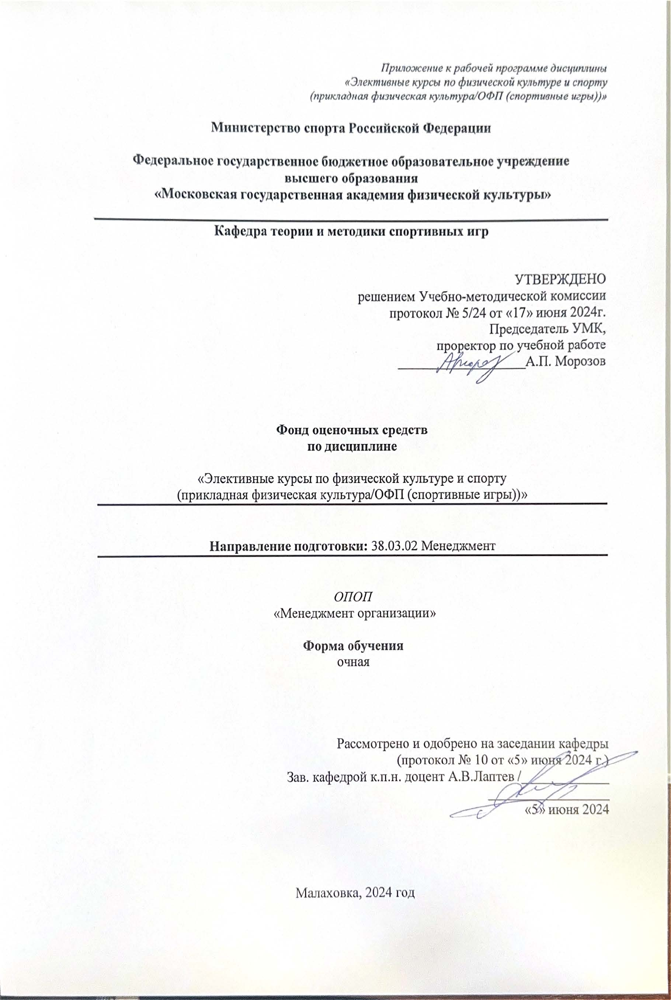 Приложение к рабочей программе дисциплины
«Элективные курсы по физической культуре и спорту
(прикладная физическая культура/ОФП (спортивные игры))»
Министерство спорта Российской Федерации
Федеральное государственное бюджетное образовательное учреждение
высшего образования
«Московская государственная академия физической культуры»
Кафедра теории и методики спортивных игр
УТВЕРЖДЕНО
решением Учебно-методической комиссии
протокол № 5/24 от «17» июня 2024г.
Председатель УМК,
проректор по учебной работе
А.П. Морозов
Фонд оценочных средств
по дисциплине
«Элективные курсы по физической культуре и спорту
(прикладная физическая культура/ОФП (спортивные игры))»
Направление подготовки: 38.03.02 Менеджмент
ОПОП
«Менеджмент организации»
Форма обучения
очная
Рассмотрено и одобрено на заседании кафедры
(протокол № 10 от «5» июня 2024 г.)
Зав. кафедрой к.п.н. доцент А.В.Лаптев /
«5» июня 2024
Малаховка, 2024 год